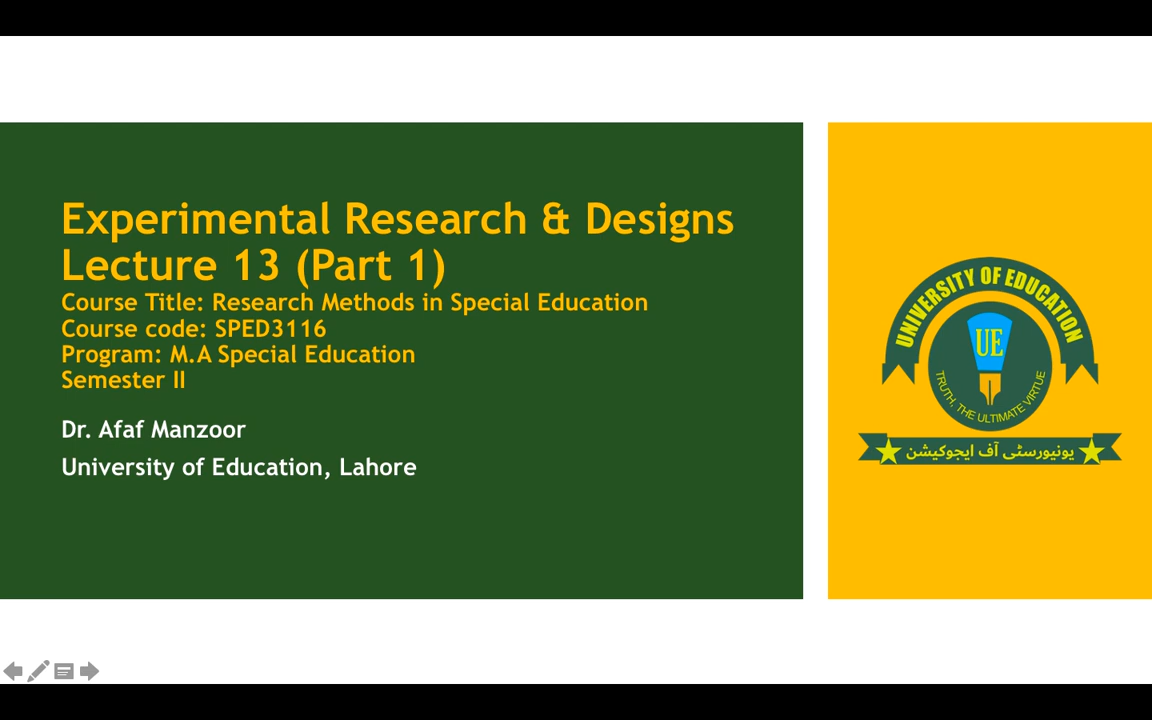 Experimental Research & Designs
Lecture 13 (Part 1)
Course Title: Research Methods in Special Education
Course code: SPED3116
Program: M.A Special Education
Semester II
Dr. Afaf Manzoor
University of Education, Lahore
UNIVERSITY OF EDUCATION
UE
TRUTH, THE ULTIMATE VIRTUE
یونیورسٹی آف ایجوکیشن